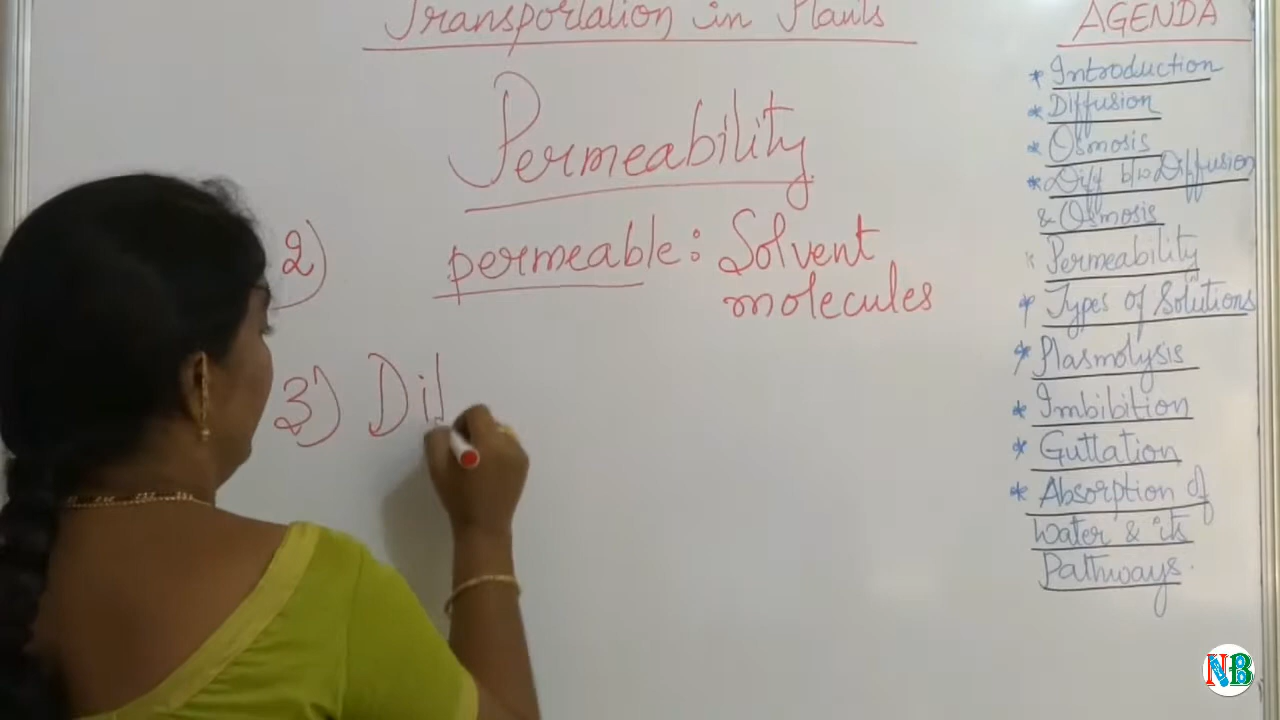 Transportation in Plants
Permeability
2) permeable: Solvent
molecules
3) Dil
AGENDA
* Introduction
* Diffusion
* Osmosis
* Diff b/w Diffusion
& Osmosis
* Permeability
* Types of Solutions
* Plasmolysis
* Imbibition
* Guttation
* Absorption of
Water & its
Pathways.
NB